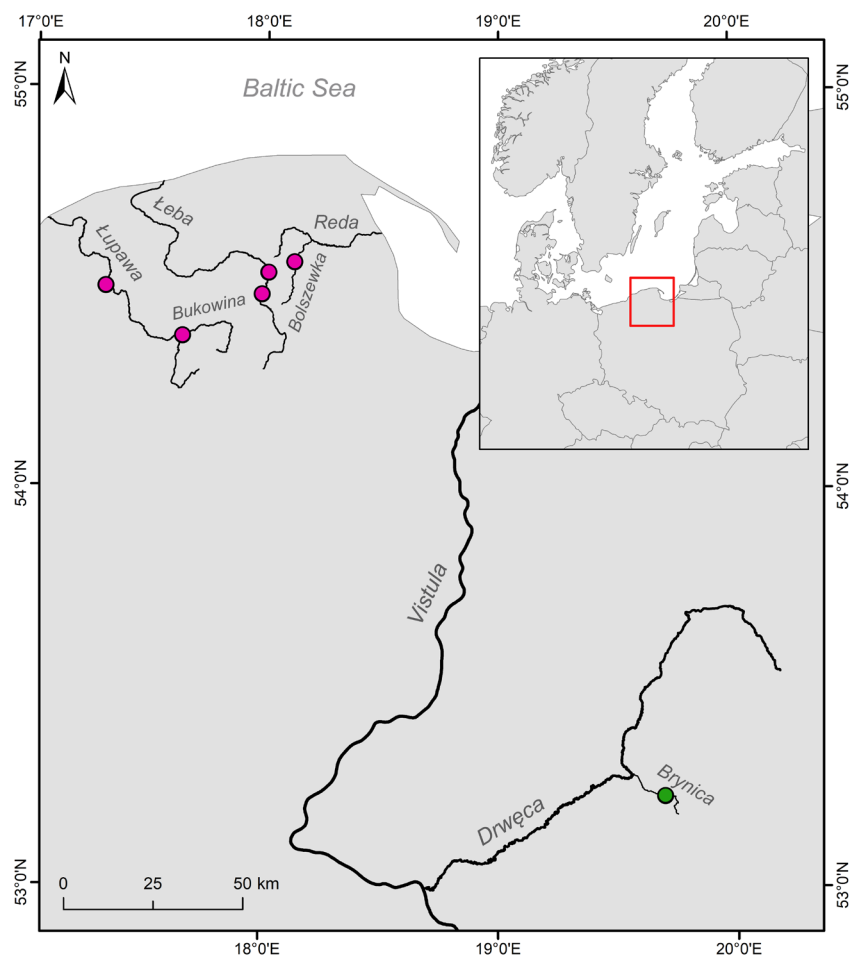 17°0'E 18°0'E 19°0'E 20°0'E
N
55°0'N
55°0'N
Baltic Sea
Łeba
Reda
Łupawa
Bolszewka
Bukowina
54°0'N
54°0'N
Vistula
Brynica
Drwęca
0 25 50 km
53°0'N
53°0'N
18°0'E 19°0'E 20°0'E